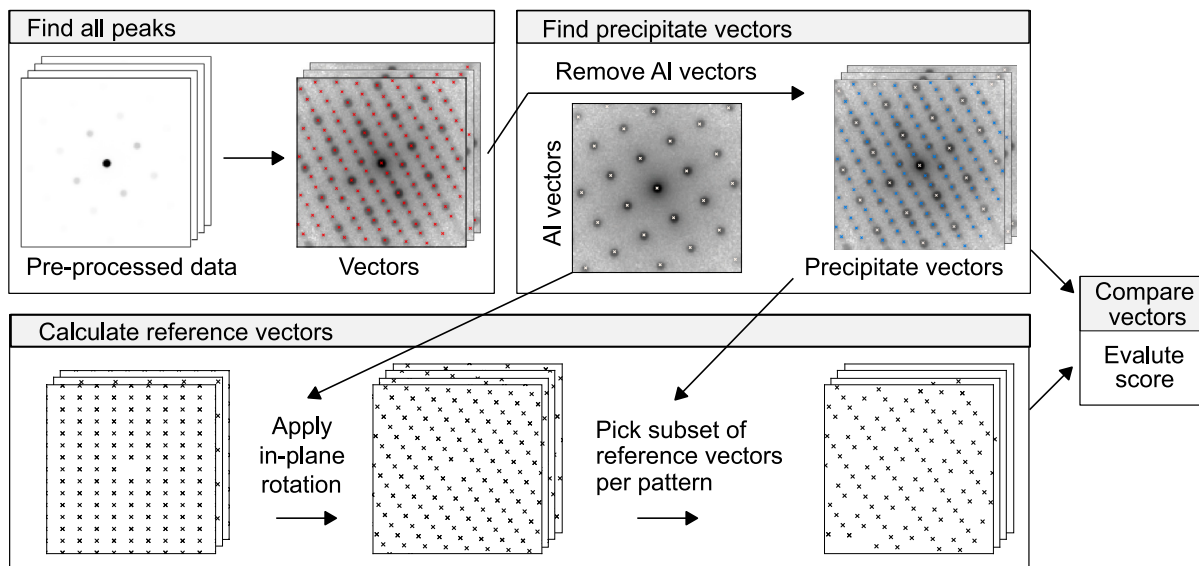 Find all peaks
Pre-processed data
Vectors
Find precipitate vectors
Remove Al vectors
Al vectors
Precipitate vectors
Calculate reference vectors
Apply
in-plane
rotation
Pick subset of
reference vectors
per pattern
Compare
vectors
Evalute
score